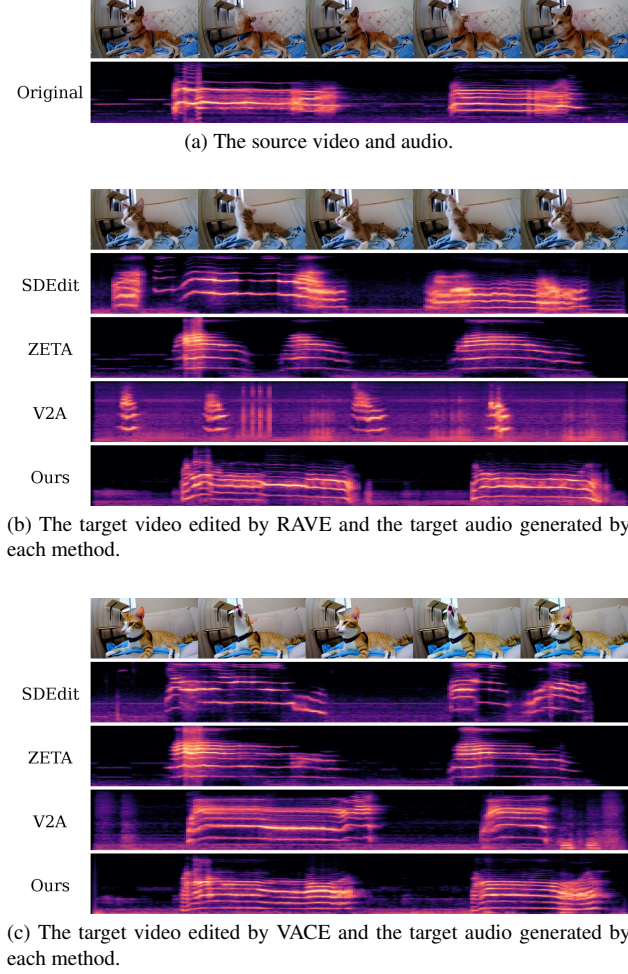 Original
(a) The source video and audio.
SDEdit
ZETA
V2A
Ours
(b) The target video edited by RAVE and the target audio generated by
each method.
SDEdit
ZETA
V2A
Ours
(c) The target video edited by VACE and the target audio generated by
each method.